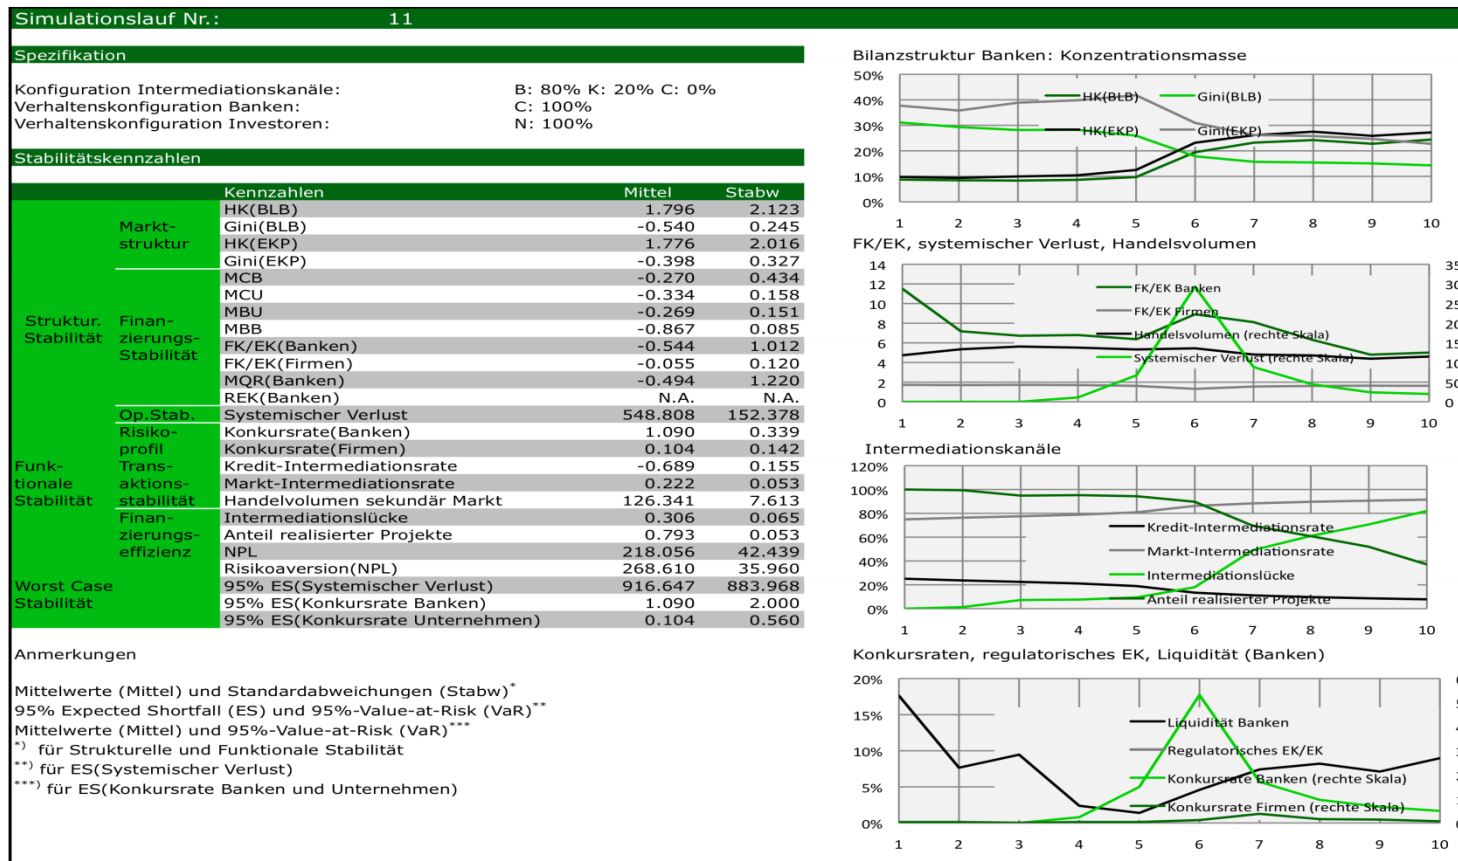 Simulationslauf Nr.: 11
Spezifikation
Konfiguration Intermediationskanäle: B: 80% K: 20% C: 0%
Verhaltenskonfiguration Banken: C: 100%
Verhaltenskonfiguration Investoren: N: 100%
Stabilitätskennzahlen
Kennzahlen Mittel Stabw
HK(BLB) 1.796 2.123
Markt- Gini(BLB) -0.540 0.245
struktur HK(EKP) 1.776 2.016
Gini(EKP) -0.398 0.327
MCB -0.270 0.434
MCU -0.334 0.158
MBU -0.269 0.151
Struktur. Finan- MBB -0.867 0.085
Stabilität zierungs- FK/EK(Banken) -0.544 1.012
Stabilität FK/EK(Firmen) -0.055 0.120
MQR(Banken) -0.494 1.220
REK(Banken) N.A. N.A.
Op.Stab. Systemischer Verlust 548.808 152.378
Risiko- Konkursrate(Banken) 1.090 0.339
profil Konkursrate(Firmen) 0.104 0.142
Funk- Trans- Kredit-Intermediationsrate -0.689 0.155
tionale aktions- Markt-Intermediationsrate 0.222 0.053
Stabilität stabilität Handelvolumen sekundär Markt 126.341 7.613
Finan- Intermediationslücke 0.306 0.065
zierungs- Anteil realisierter Projekte 0.793 0.053
effizienz NPL 218.056 42.439
Risikoaversion(NPL) 268.610 35.960
Worst Case 95% ES(Systemischer Verlust) 916.647 883.968
Stabilität 95% ES(Konkursrate Banken) 1.090 2.000
95% ES(Konkursrate Unternehmen) 0.104 0.560
Anmerkungen
Mittelwerte (Mittel) und Standardabweichungen (Stabw)*
95% Expected Shortfall (ES) und 95%-Value-at-Risk (VaR)**
Mittelwerte (Mittel) und 95%-Value-at-Risk (VaR)***
*) für Strukturelle und Funktionale Stabilität
**) für ES(Systemischer Verlust)
***) für ES(Konkursrate Banken und Unternehmen)
Bilanzstruktur Banken: Konzentrationsmasse
50%
40%
30%
20%
10%
0%
HK(BLB) Gini(BLB)
HK(EKP) Gini(EKP)
1 2 3 4 5 6 7 8 9 10
FK/EK, systemischer Verlust, Handelsvolumen
14
12
10
8
6
4
2
0
FK/EK Banken
FK/EK Firmen
Handelsvolumen (rechte Skala)
Systemischer Verlust (rechte Skala)
1 2 3 4 5 6 7 8 9 10
Intermediationskanäle
120%
100%
80%
60%
40%
20%
0%
Kredit-Intermediationsrate
Markt-Intermediationsrate
Intermediationslücke
Anteil realisierter Projekte
1 2 3 4 5 6 7 8 9 10
Konkursraten, regulatorisches EK, Liquidität (Banken)
20%
15%
10%
5%
0%
Liquidität Banken
Regulatorisches EK/EK
Konkursrate Banken (rechte Skala)
Konkursrate Firmen (rechte Skala)
1 2 3 4 5 6 7 8 9 10